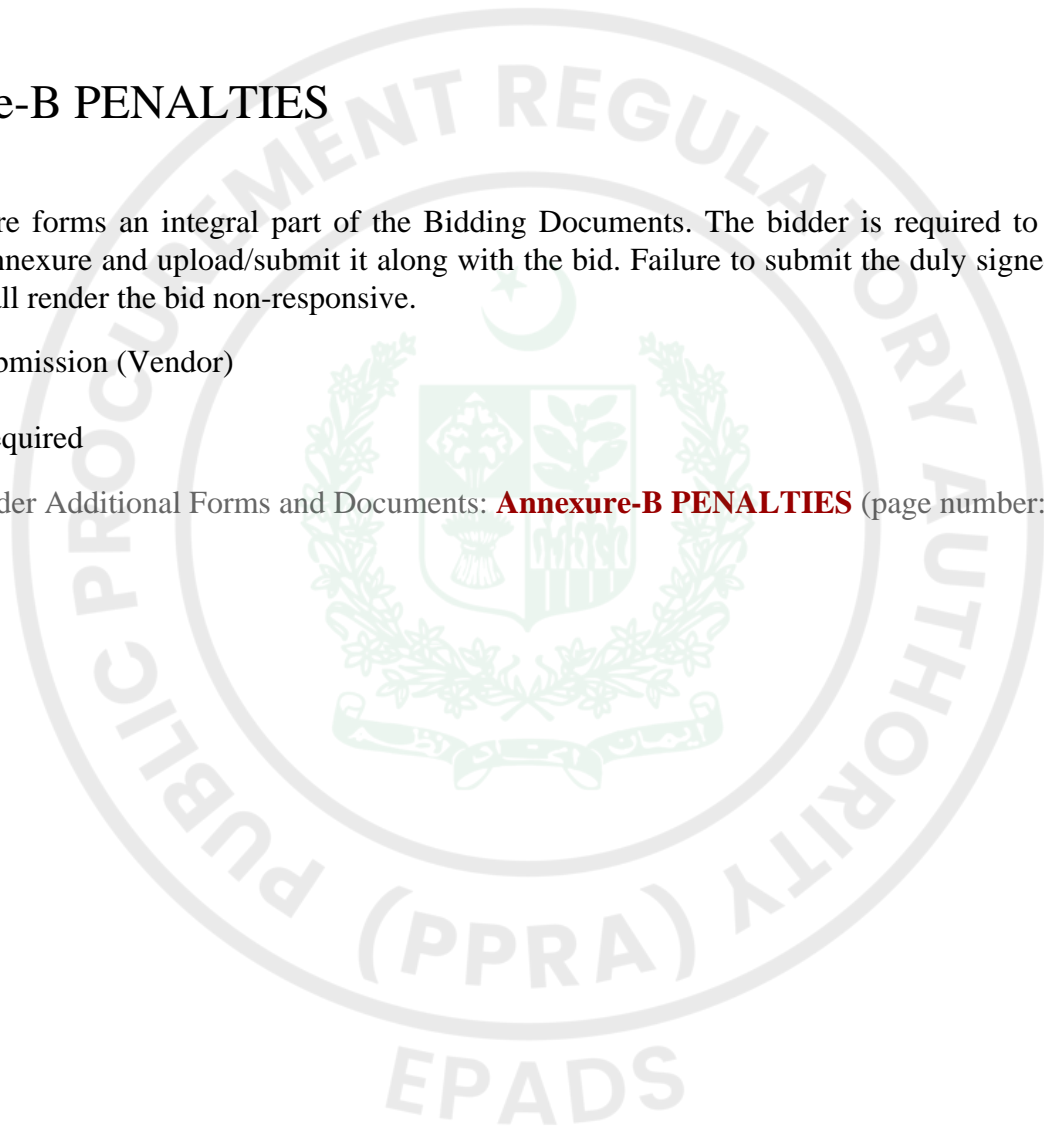 e-B PENALTIES
re forms an integral part of the Bidding Documents. The bidder is required to
nnexure and upload/submit it along with the bid. Failure to submit the duly signe
all render the bid non-responsive.
bmission (Vendor)
equired
der Additional Forms and Documents: Annexure-B PENALTIES (page number:
PUBLIC PROCUREMENT REGULATORY AUTHORITY
(PPRA)
EPADS